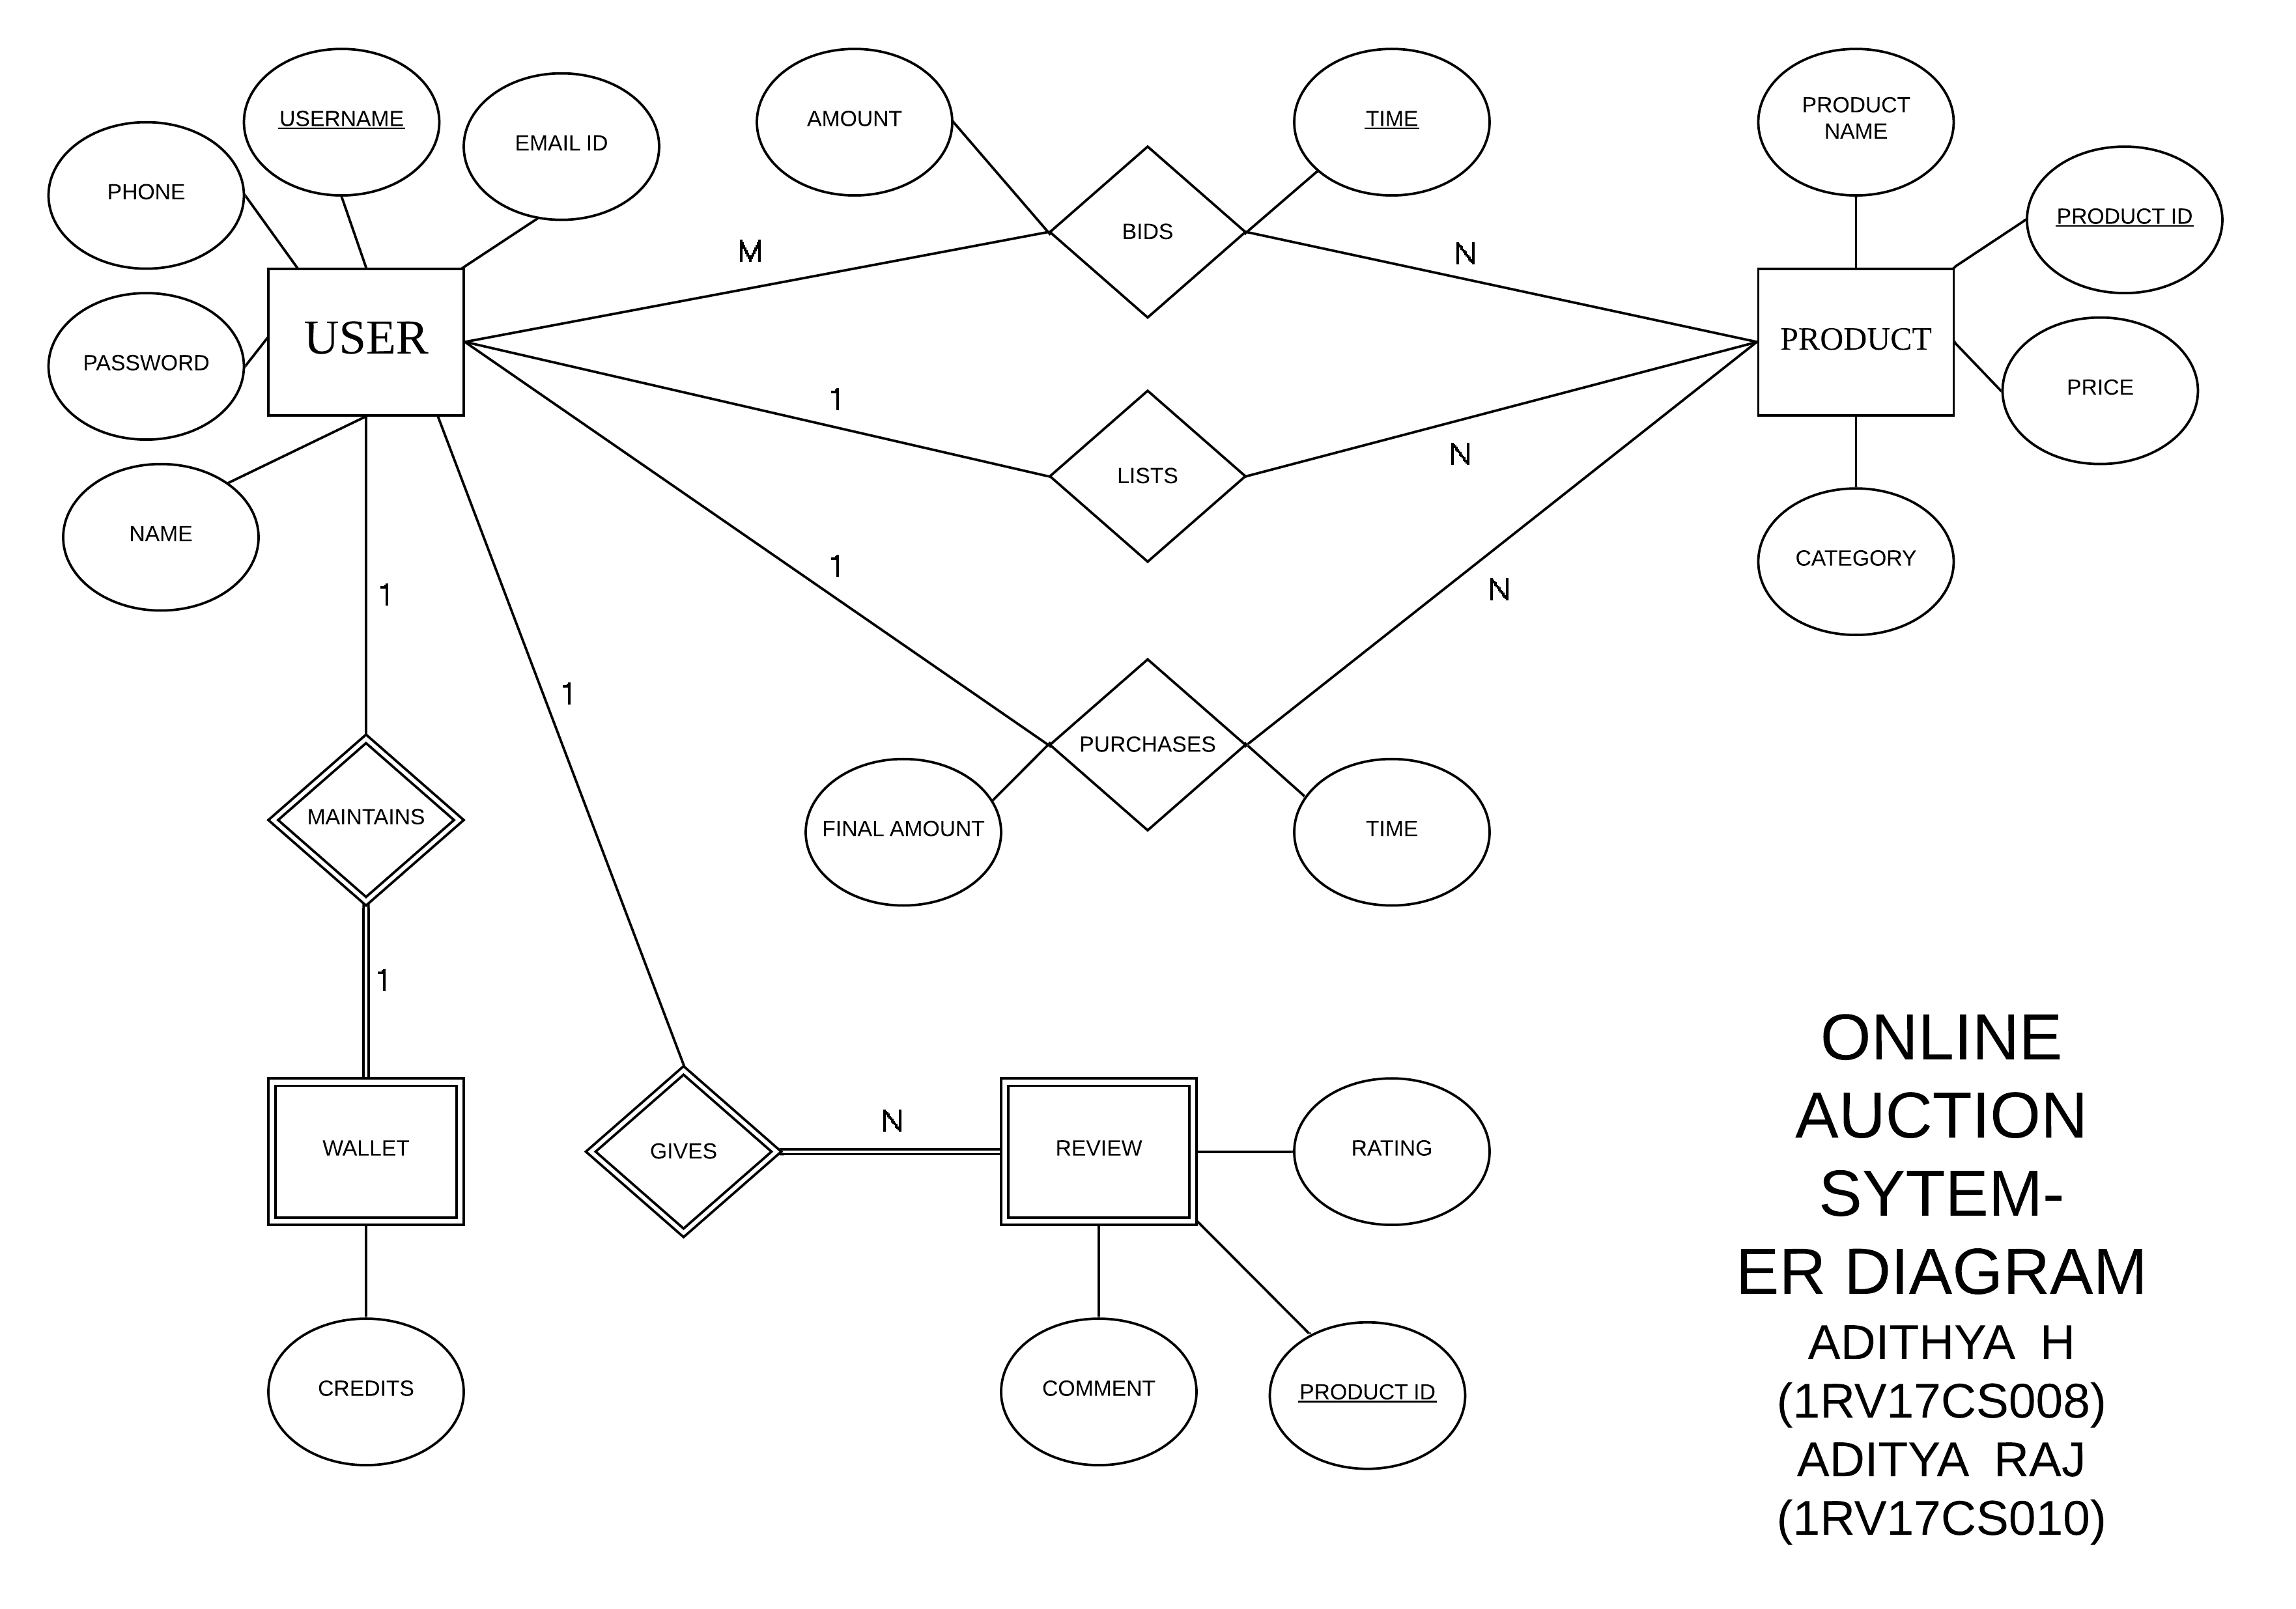 USERNAME
EMAIL ID
AMOUNT
TIME
PRODUCT
NAME
PHONE
PRODUCT ID
BIDS
M
N
USER
PRODUCT
PASSWORD
PRICE
1
N
LISTS
NAME
CATEGORY
1
N
1
1
PURCHASES
MAINTAINS
FINAL AMOUNT
TIME
1
N
WALLET
GIVES
REVIEW
RATING
CREDITS
COMMENT
PRODUCT ID
ONLINE
AUCTION
SYTEM-
ER DIAGRAM
ADITHYA H
(1RV17CS008)
ADITYA RAJ
(1RV17CS010)